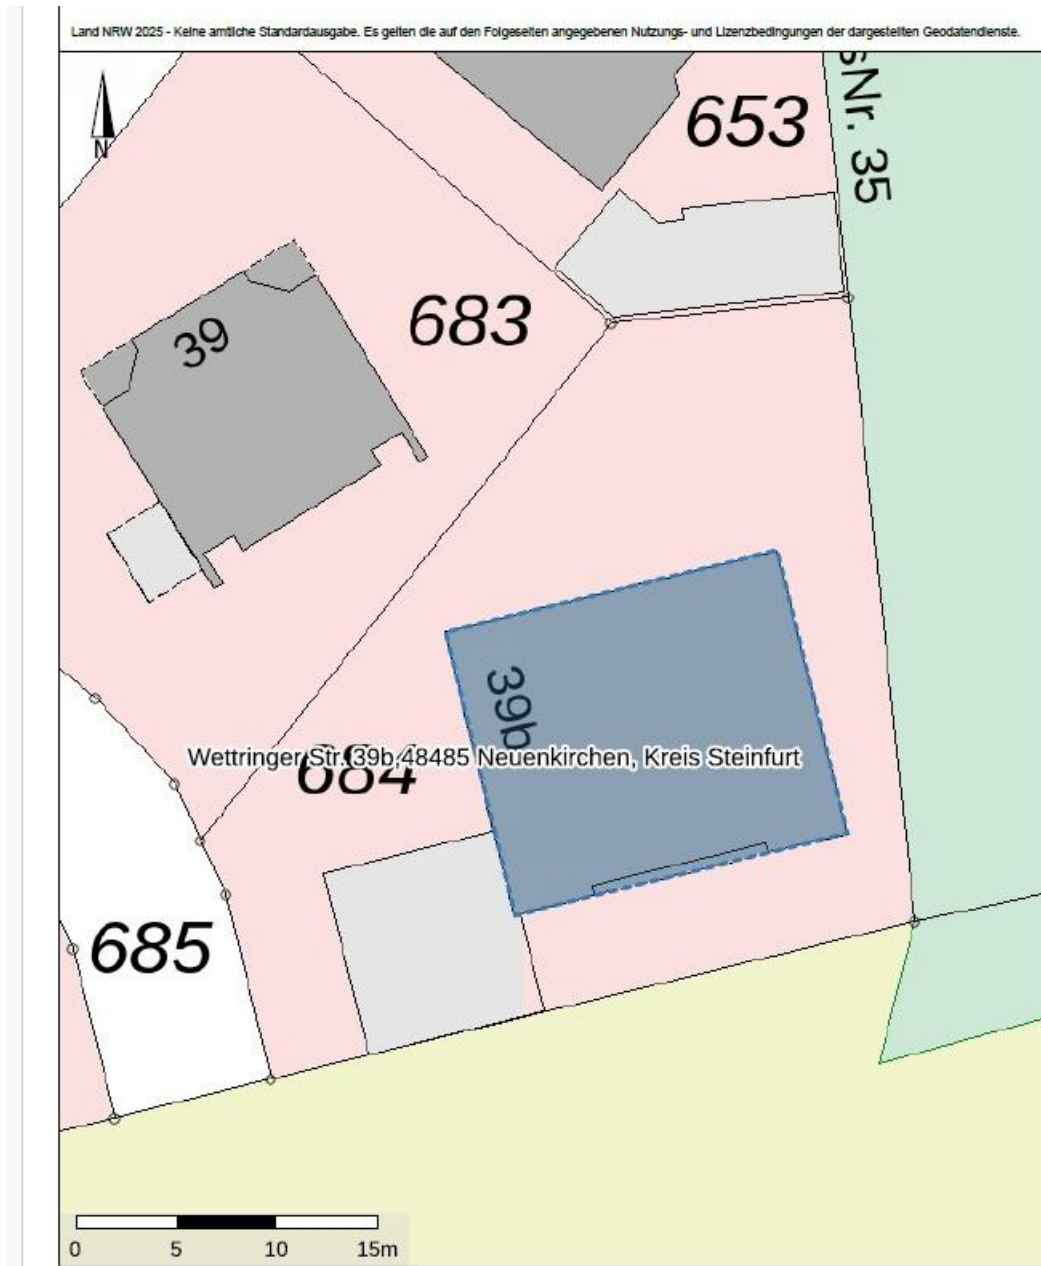 Land NRW 2025 - Keine amtliche Standardausgabe. Es gelten die auf den Folgeseiten angegebenen Nutzungs- und Lizenzbedingungen der dargestellten Geodatendienste.
N
sNr. 35
653
683
39
39b
Wettringer Str. 39b,48485 Neuenkirchen, Kreis Steinfurt
684
685
0 5 10 15m